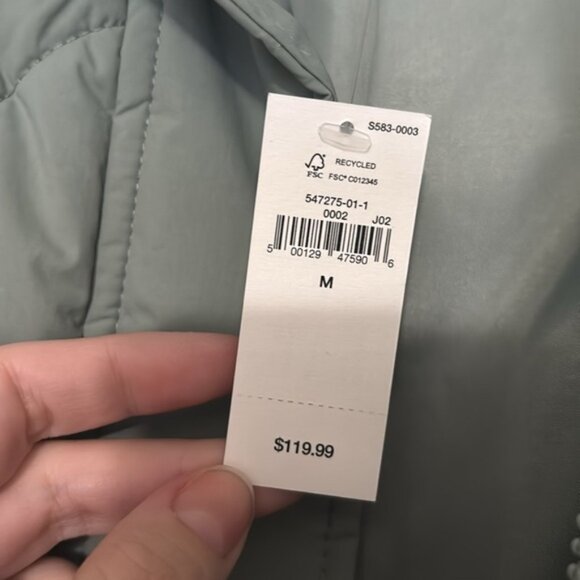 S583-0003
RECYCLED
FSC FSC® C012345
547275-01-1
0002 J02
5 00129 47590 6
M
$119.99